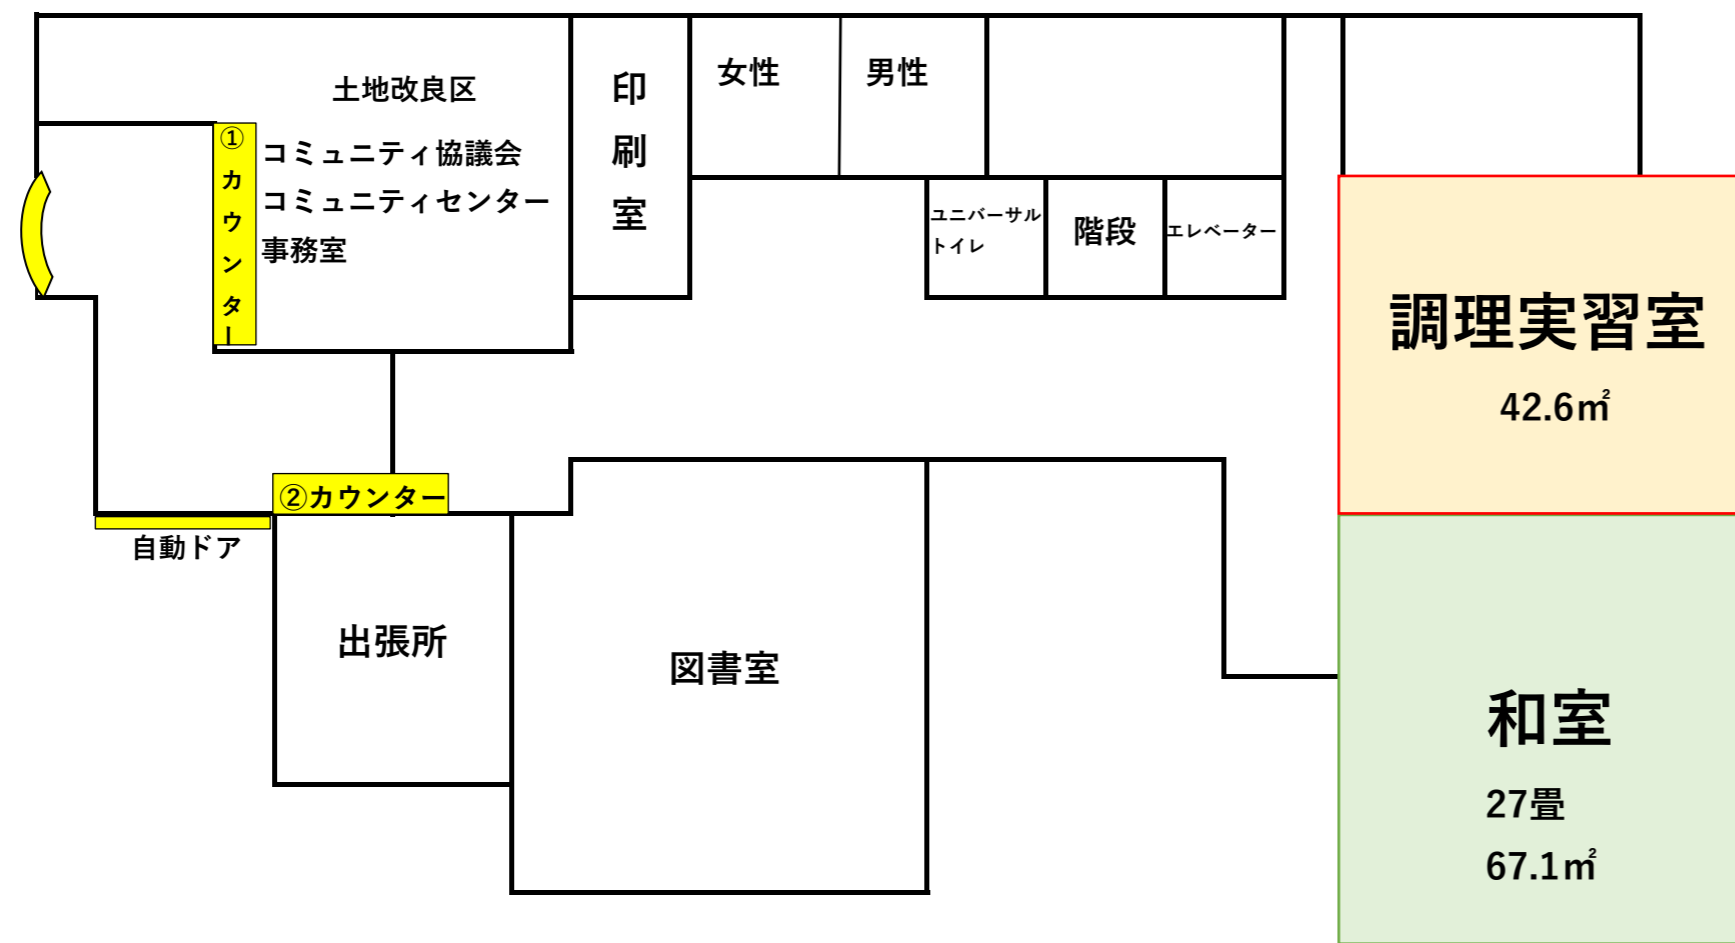 土地改良区
①カウンター
コミュニティ協議会
コミュニティセンター
事務室
印刷室
女性
男性
ユニバーサル
トイレ
階段
エレベーター
調理実習室
42.6㎡
②カウンター
自動ドア
出張所
図書室
和室
27畳
67.1㎡